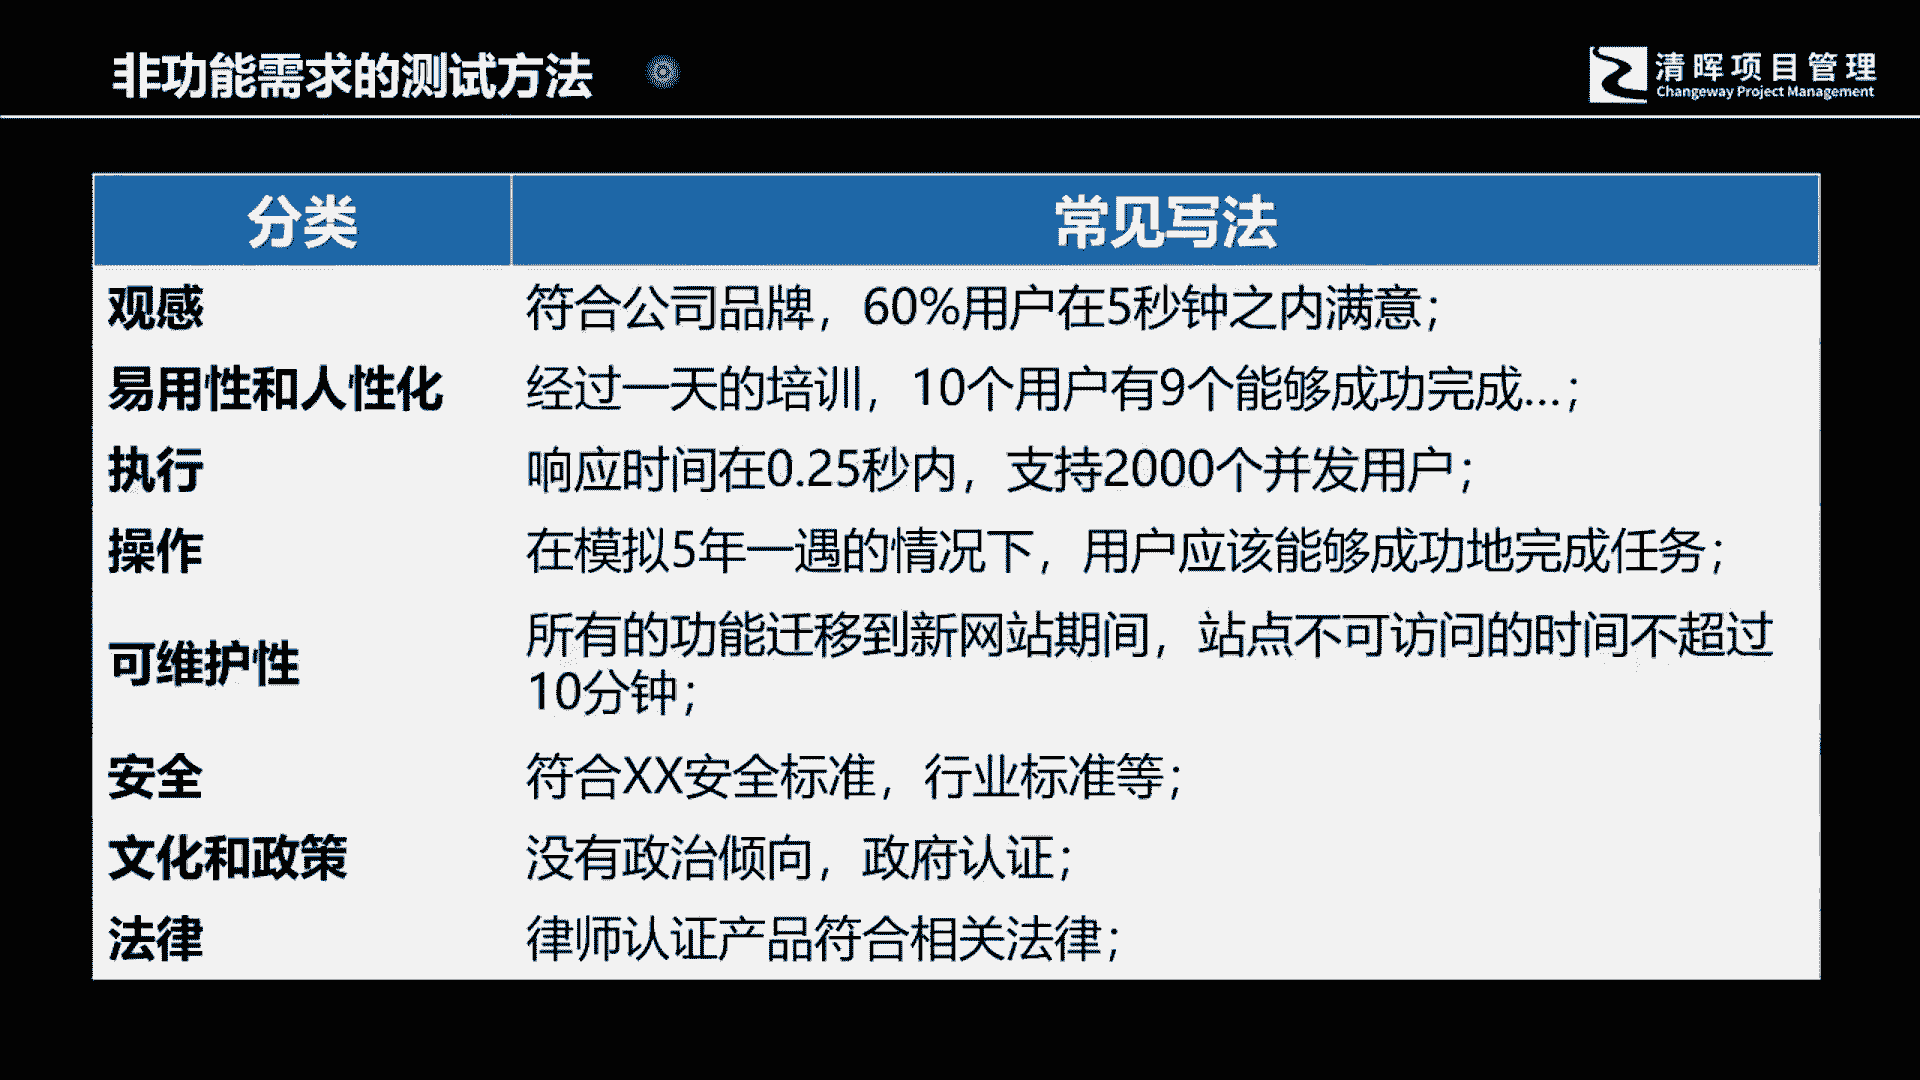 非功能需求的测试方法
清晖项目管理
Changeway Project Management
分类 常见写法
观感 符合公司品牌，60%用户在5秒钟之内满意；
易用性和人性化 经过一天的培训，10个用户有9个能够成功完成...；
执行 响应时间在0.25秒内，支持2000个并发用户；
操作 在模拟5年一遇的情况下，用户应该能够成功地完成任务；
可维护性 所有的功能迁移到新网站期间，站点不可访问的时间不超过
10分钟；
安全 符合XX安全标准，行业标准等；
文化和政策 没有政治倾向，政府认证；
法律 律师认证产品符合相关法律；